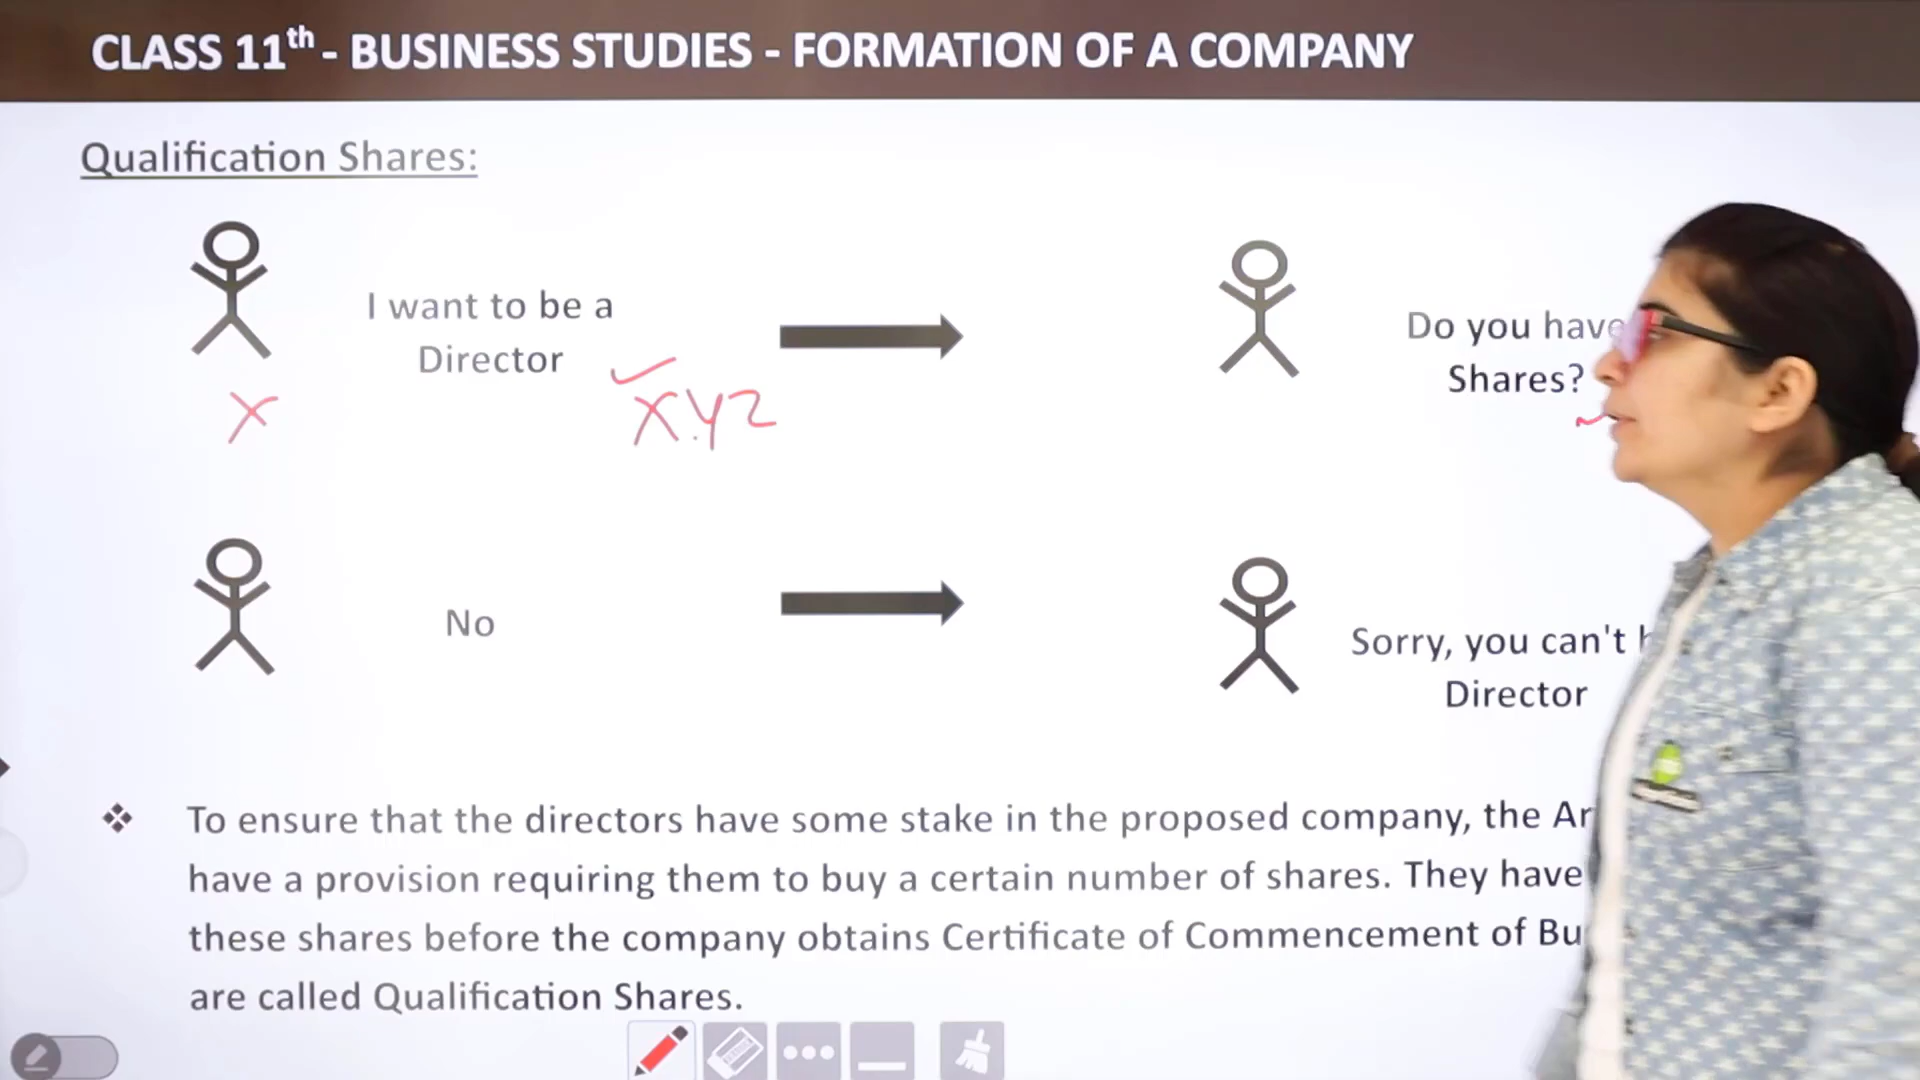 CLASS 11th - BUSINESS STUDIES - FORMATION OF A COMPANY
Qualification Shares:
I want to be a
Director
Do you have
Shares?
X
X.YZ
No
Sorry, you can't
Director
❖ To ensure that the directors have some stake in the proposed company, the
have a provision requiring them to buy a certain number of shares. They have
these shares before the company obtains Certificate of Commencement of
are called Qualification Shares.